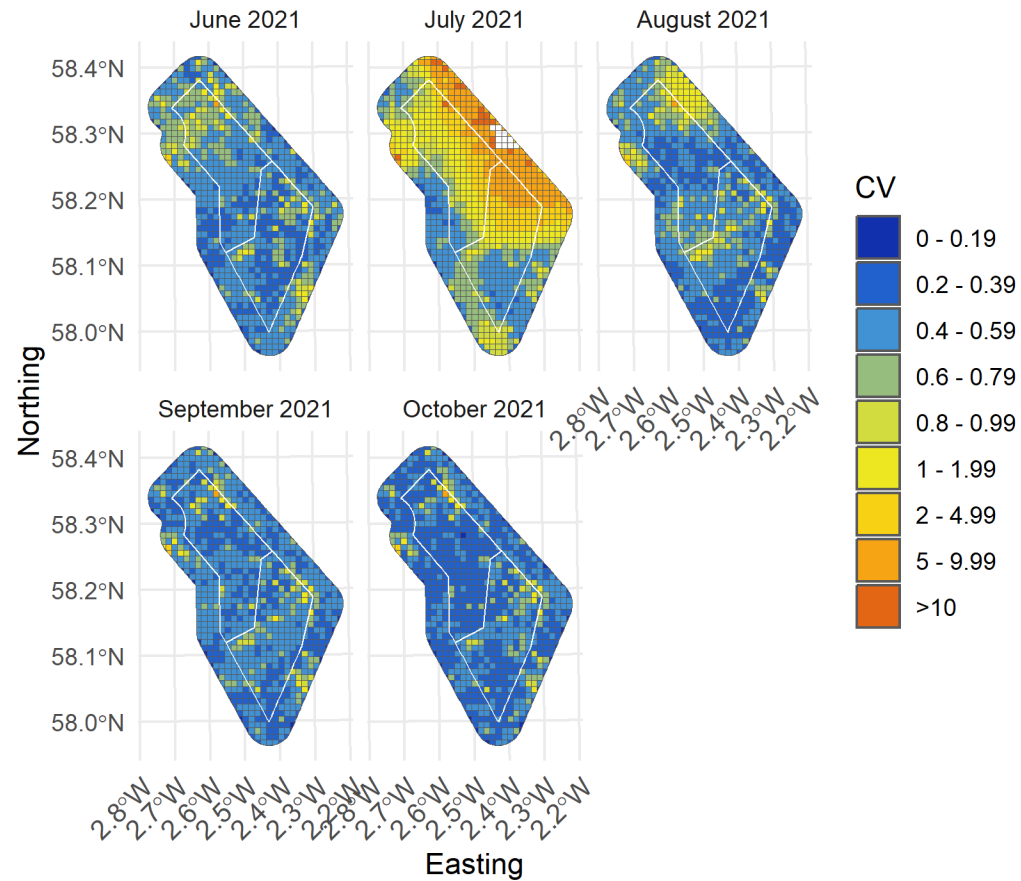 June 2021
July 2021
August 2021
58.4°N
58.3°N
58.2°N
58.1°N
58.0°N
2.8°W
2.7°W
2.6°W
2.5°W
2.4°W
2.3°W
2.2°W
September 2021
October 2021
58.4°N
58.3°N
58.2°N
58.1°N
58.0°N
2.8°W
2.7°W
2.6°W
2.5°W
2.4°W
2.3°W
2.2°W
2.8°W
2.7°W
2.6°W
2.5°W
2.4°W
2.3°W
2.2°W
Northing
Easting
CV
0 - 0.19
0.2 - 0.39
0.4 - 0.59
0.6 - 0.79
0.8 - 0.99
1 - 1.99
2 - 4.99
5 - 9.99
>10